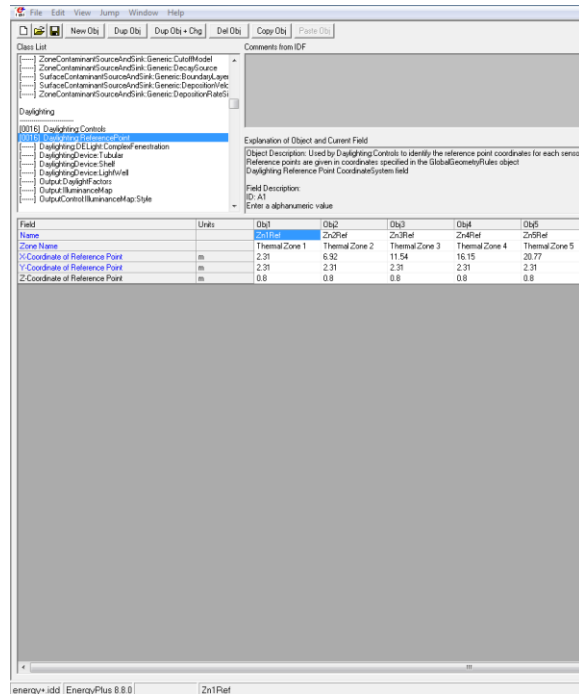 File Edit View Jump Window Help
New Obj Dup Obj Dup Obj + Chg Del Obj Copy Obj Paste Obj
Class List
Comments from IDF
[------] ZoneContaminantSourceAndSink:Generic:CutoffModel
[------] ZoneContaminantSourceAndSink:Generic:DecaySource
[------] SurfaceContaminantSourceAndSink:Generic:BoundaryLayer
[------] SurfaceContaminantSourceAndSink:Generic:DepositionVeloc
[------] ZoneContaminantSourceAndSink:Generic:DepositionRateSi
Daylighting
------------------------
[0016] Daylighting:Controls
[0016] Daylighting:ReferencePoint
[------] Daylighting:DELight:ComplexFenestration
[------] DaylightingDevice:Tubular
[------] DaylightingDevice:Shelf
[------] DaylightingDevice:LightWell
[------] Output:DaylightFactors
[------] Output:IlluminanceMap
[------] OutputControl:IlluminanceMap:Style
Explanation of Object and Current Field
Object Description: Used by Daylighting:Controls to identify the reference point coordinates for each senso
Reference points are given in coordinates specified in the GlobalGeometryRules object
Daylighting Reference Point CoordinateSystem field
Field Description:
ID: A1
Enter a alphanumeric value
Field Units Obj1 Obj2 Obj3 Obj4 Obj5
Name Zn1Ref Zn2Ref Zn3Ref Zn4Ref Zn5Ref
Zone Name Thermal Zone 1 Thermal Zone 2 Thermal Zone 3 Thermal Zone 4 Thermal Zone 5
X-Coordinate of Reference Point m 2.31 6.92 11.54 16.15 20.77
Y-Coordinate of Reference Point m 2.31 2.31 2.31 2.31 2.31
Z-Coordinate of Reference Point m 0.8 0.8 0.8 0.8 0.8
energy+.idd EnergyPlus 8.8.0 Zn1Ref